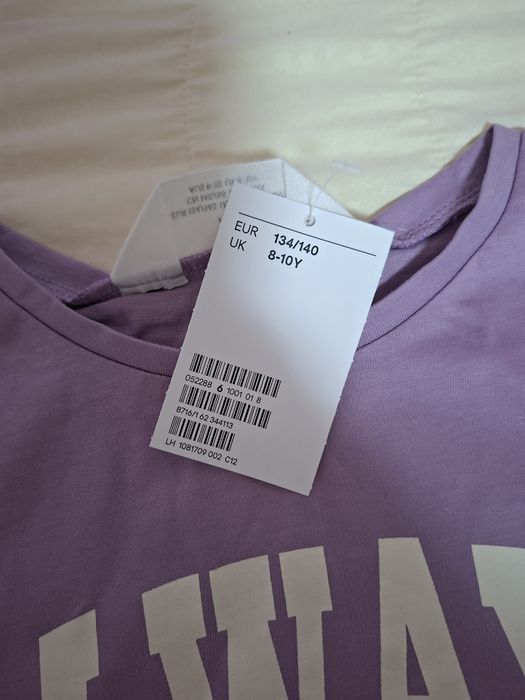 EUR 134/140
UK 8-10Y
052288 6 1001 01 8
8716/1 62 344113
LH 1081709 002 C12
WA